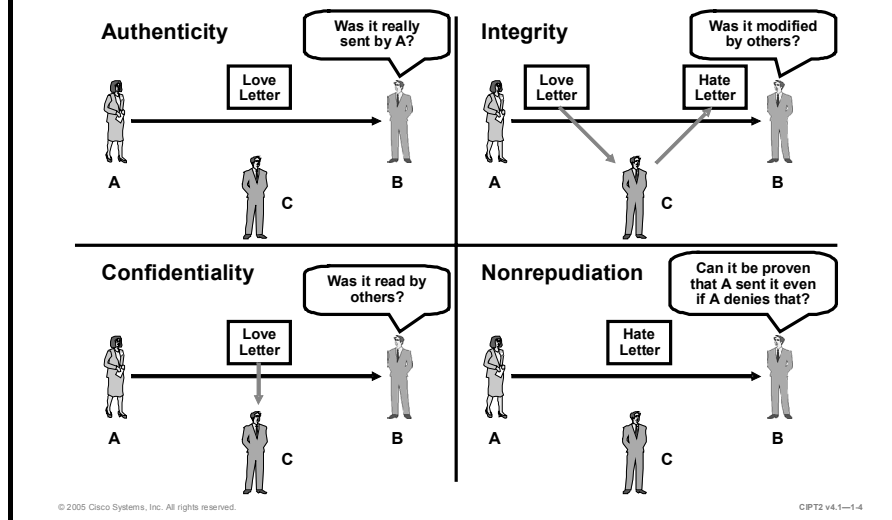 Authenticity
Was it really
sent by A?
Love
Letter
A
B
C
Integrity
Was it modified
by others?
Love
Letter
Hate
Letter
A
B
C
Confidentiality
Was it read by
others?
Love
Letter
A
B
C
Nonrepudiation
Can it be proven
that A sent it even
if A denies that?
Hate
Letter
A
B
C
© 2005 Cisco Systems, Inc. All rights reserved.
CIPT2 v4.1—1-4